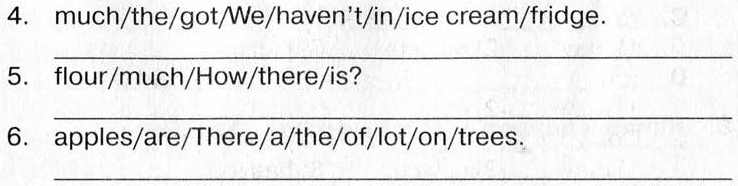 4. much/the/got/We/haven't/in/ice cream/fridge.
5. flour/much/How/there/is?
6. apples/are/There/a/the/of/lot/on/trees.